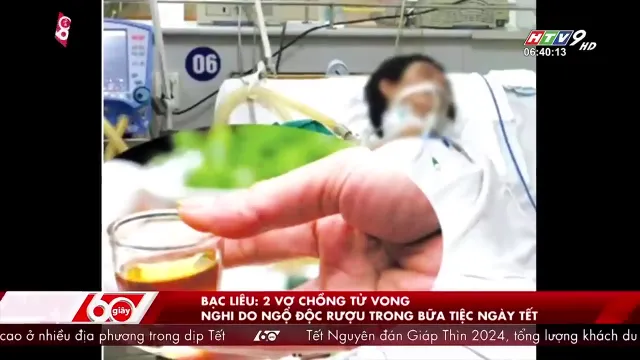 HTV9 HD
06:40:13
60
06
BẠC LIÊU: 2 VỢ CHỒNG TỬ VONG
60 giây
NGHI DO NGỘ ĐỘC RƯỢU TRONG BỮA TIỆC NGÀY TẾT
cao ở nhiều địa phương trong dịp Tết Tết Nguyên đán Giáp Thìn 2024, tổng lượng khách du